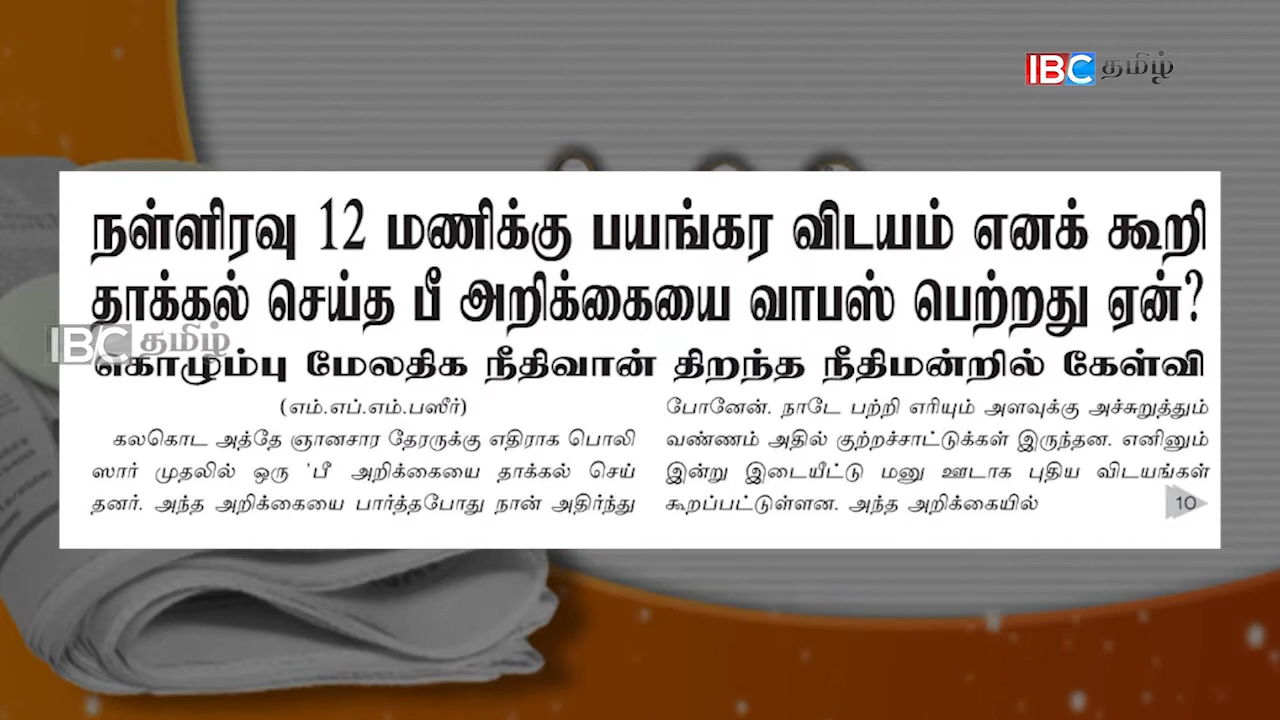 IBC தமிழ்
நள்ளிரவு 12 மணிக்கு பயங்கர விடயம் எனக் கூறி
தாக்கல் செய்த பீ அறிக்கையை வாபஸ் பெற்றது ஏன்?
IBC தமிழ்
கொழும்பு மேலதிக நீதிவான் திறந்த நீதிமன்றில் கேள்வி
(எம்.எப்.எம்.பஸீர்)
கலகொட அத்தே ஞானசார தேரருக்கு எதிராக பொலி
ஸார் முதலில் ஒரு 'பீ அறிக்கையை தாக்கல் செய்
தனர். அந்த அறிக்கையை பார்த்தபோது நான் அதிர்ந்து
போனேன். நாடே பற்றி எரியும் அளவுக்கு அச்சுறுத்தும்
வண்ணம் அதில் குற்றச்சாட்டுக்கள் இருந்தன. எனினும்
இன்று இடையீட்டு மனு ஊடாக புதிய விடயங்கள்
கூறப்பட்டுள்ளன. அந்த அறிக்கையில் 10